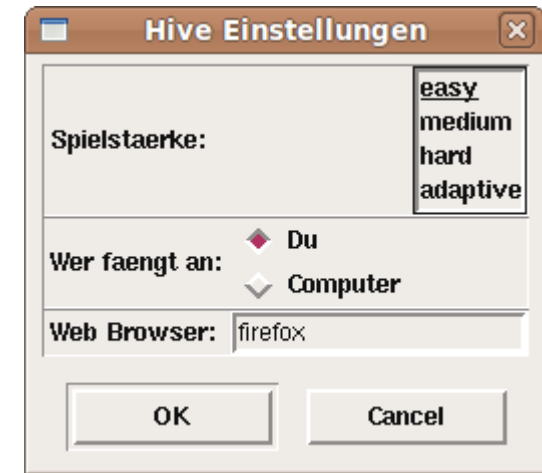 Hive Einstellungen
Spielstaerke:
easy
medium
hard
adaptive
Wer faengt an:
Du
Computer
Web Browser: firefox
OK Cancel